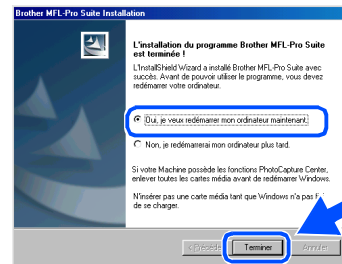 Brother MFL-Pro Suite Installation
L'installation du programme Brother MFL-Pro Suite
est terminée !
L'InstallShield Wizard a installé Brother MFL-Pro Suite avec
succès. Avant de pouvoir utiliser le programme, vous devez
redémarrer votre ordinateur.
Oui, je veux redémarrer mon ordinateur maintenant.
Non, je redémarrerai mon ordinateur plus tard.
Si votre Machine possède les fonctions PhotoCapture Center,
enlever toutes les cartes média avant de redémarrer Windows.
N'insérer pas une carte média tant que Windows n'a pas
de se charger.
< Précédent
Terminer
Annuler